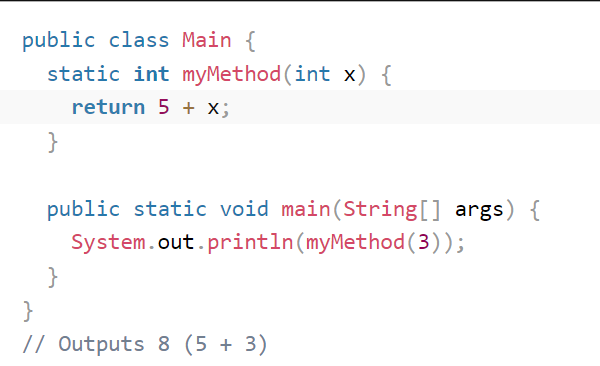 public class Main {
  static int myMethod(int x) {
    return 5 + x;
  }

  public static void main(String[] args) {
    System.out.println(myMethod(3));
  }
}
// Outputs 8 (5 + 3)